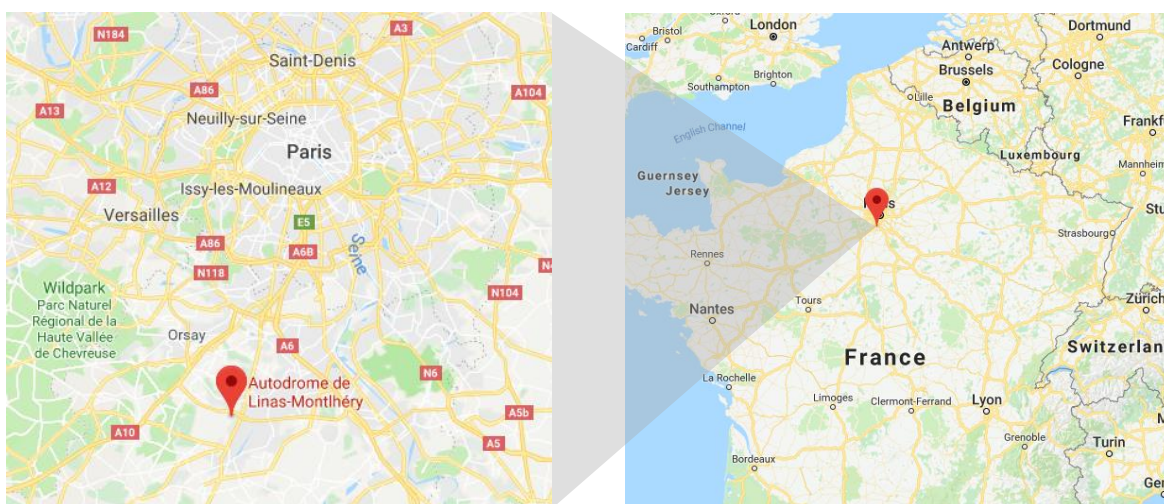 N184
A3
Saint-Denis
A86
A104
A13
Neuilly-sur-Seine
Paris
A12
Issy-les-Moulineaux
Versailles
E5
A86
A6B
Seine
N118
N104
Wildpark
Parc Naturel
Régional de la
Haute Vallée
de Chevreuse
Orsay
A6
N6
Autodrome de
Linas-Montlhéry
A5b
A10
A5
Bristol
London
Cardiff
Dortmund
Antwerp
Cologne
Southampton
Brighton
Brussels
Lille
Belgium
English Channel
Frankf
Luxembourg
Mannheim
Guernsey
Jersey
Stu
Strasbourg
Rennes
Zürich
Tours
Nantes
France
Switzerlan
La Rochelle
Limoges
Clermont-Ferrand
Lyon
Grenoble
Turin
Bordeaux